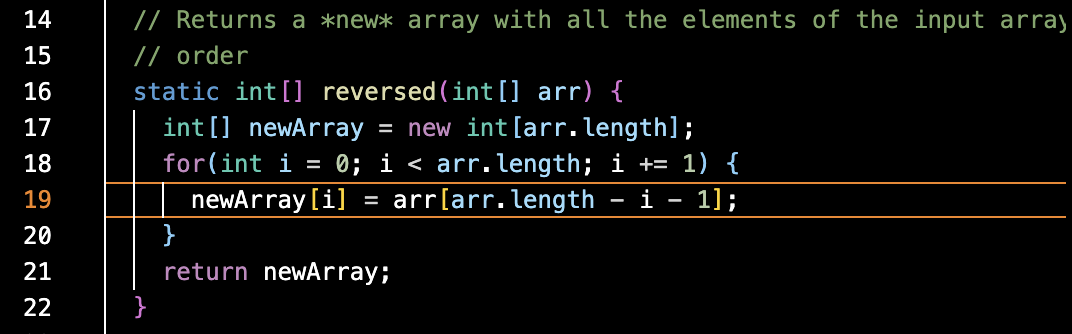 14 // Returns a *new* array with all the elements of the input array
15 // order
16 static int[] reversed(int[] arr) {
17 int[] newArray = new int[arr.length];
18 for(int i = 0; i < arr.length; i += 1) {
19 newArray[i] = arr[arr.length - i - 1];
20 }
21 return newArray;
22 }